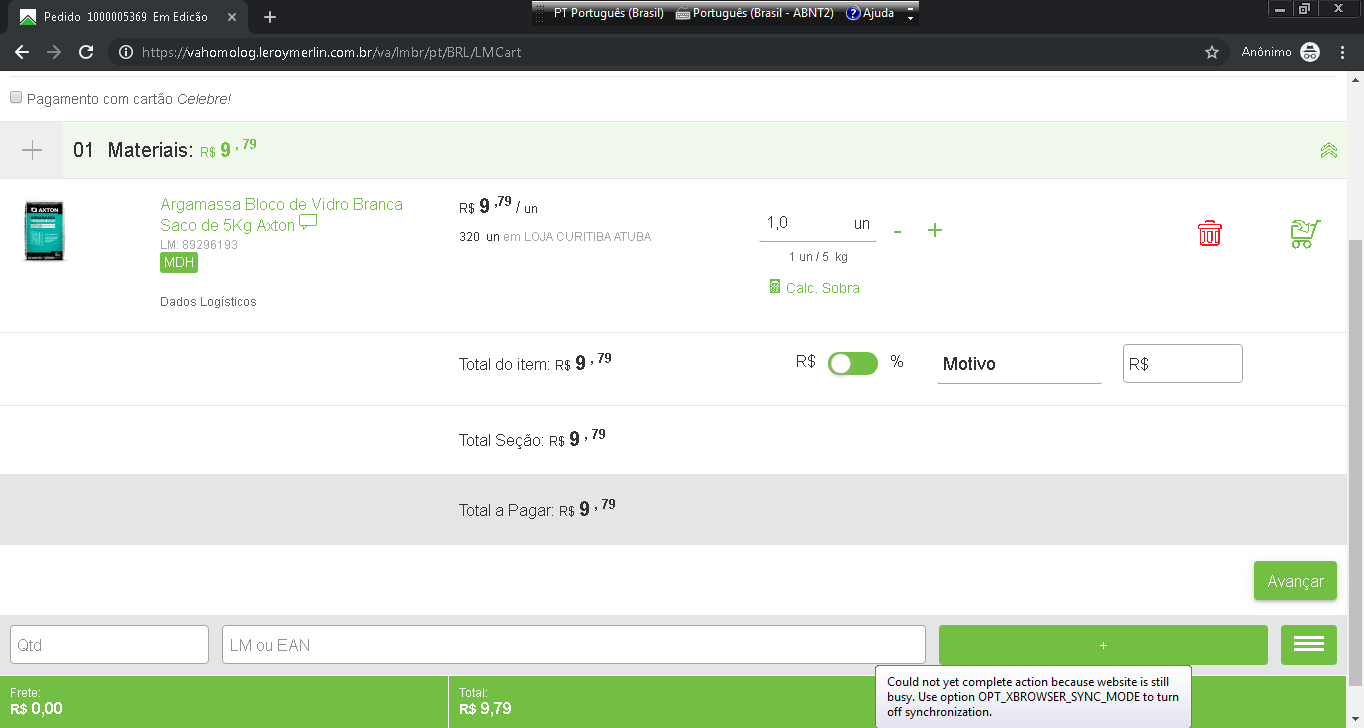 PT Português (Brasil) Português (Brasil - ABNT2) Ajuda
Pedido 1000005369 Em Edicão
https://vahomolog.leroymerlin.com.br/va/lmbr/pt/BRL/LMCart
Anônimo
Pagamento com cartão Celebre!
01 Materiais: R$ 9,79
AXTON
Argamassa Bloco de Vidro Branca
Saco de 5Kg Axton
LM: 89296193
MDH
Dados Logísticos
R$ 9,79 / un
320 un em LOJA CURITIBA ATUBA
1,0 un - +
1 un / 5 kg
Calc. Sobra
Total do item: R$ 9,79 R$ % Motivo R$
Total Seção: R$ 9,79
Total a Pagar: R$ 9,79
Avançar
Qtd LM ou EAN +
Frete:
R$ 0,00
Total:
R$ 9,79
Could not yet complete action because website is still
busy. Use option OPT_XBROWSER_SYNC_MODE to turn
off synchronization.